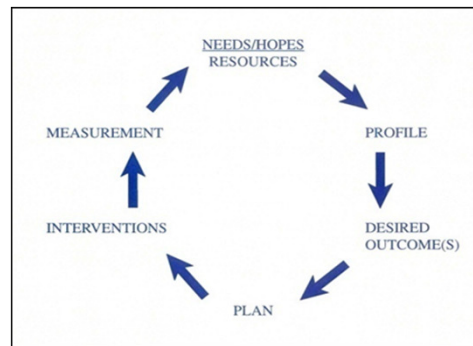 NEEDS/HOPES
RESOURCES
PROFILE
DESIRED
OUTCOME(S)
PLAN
INTERVENTIONS
MEASUREMENT